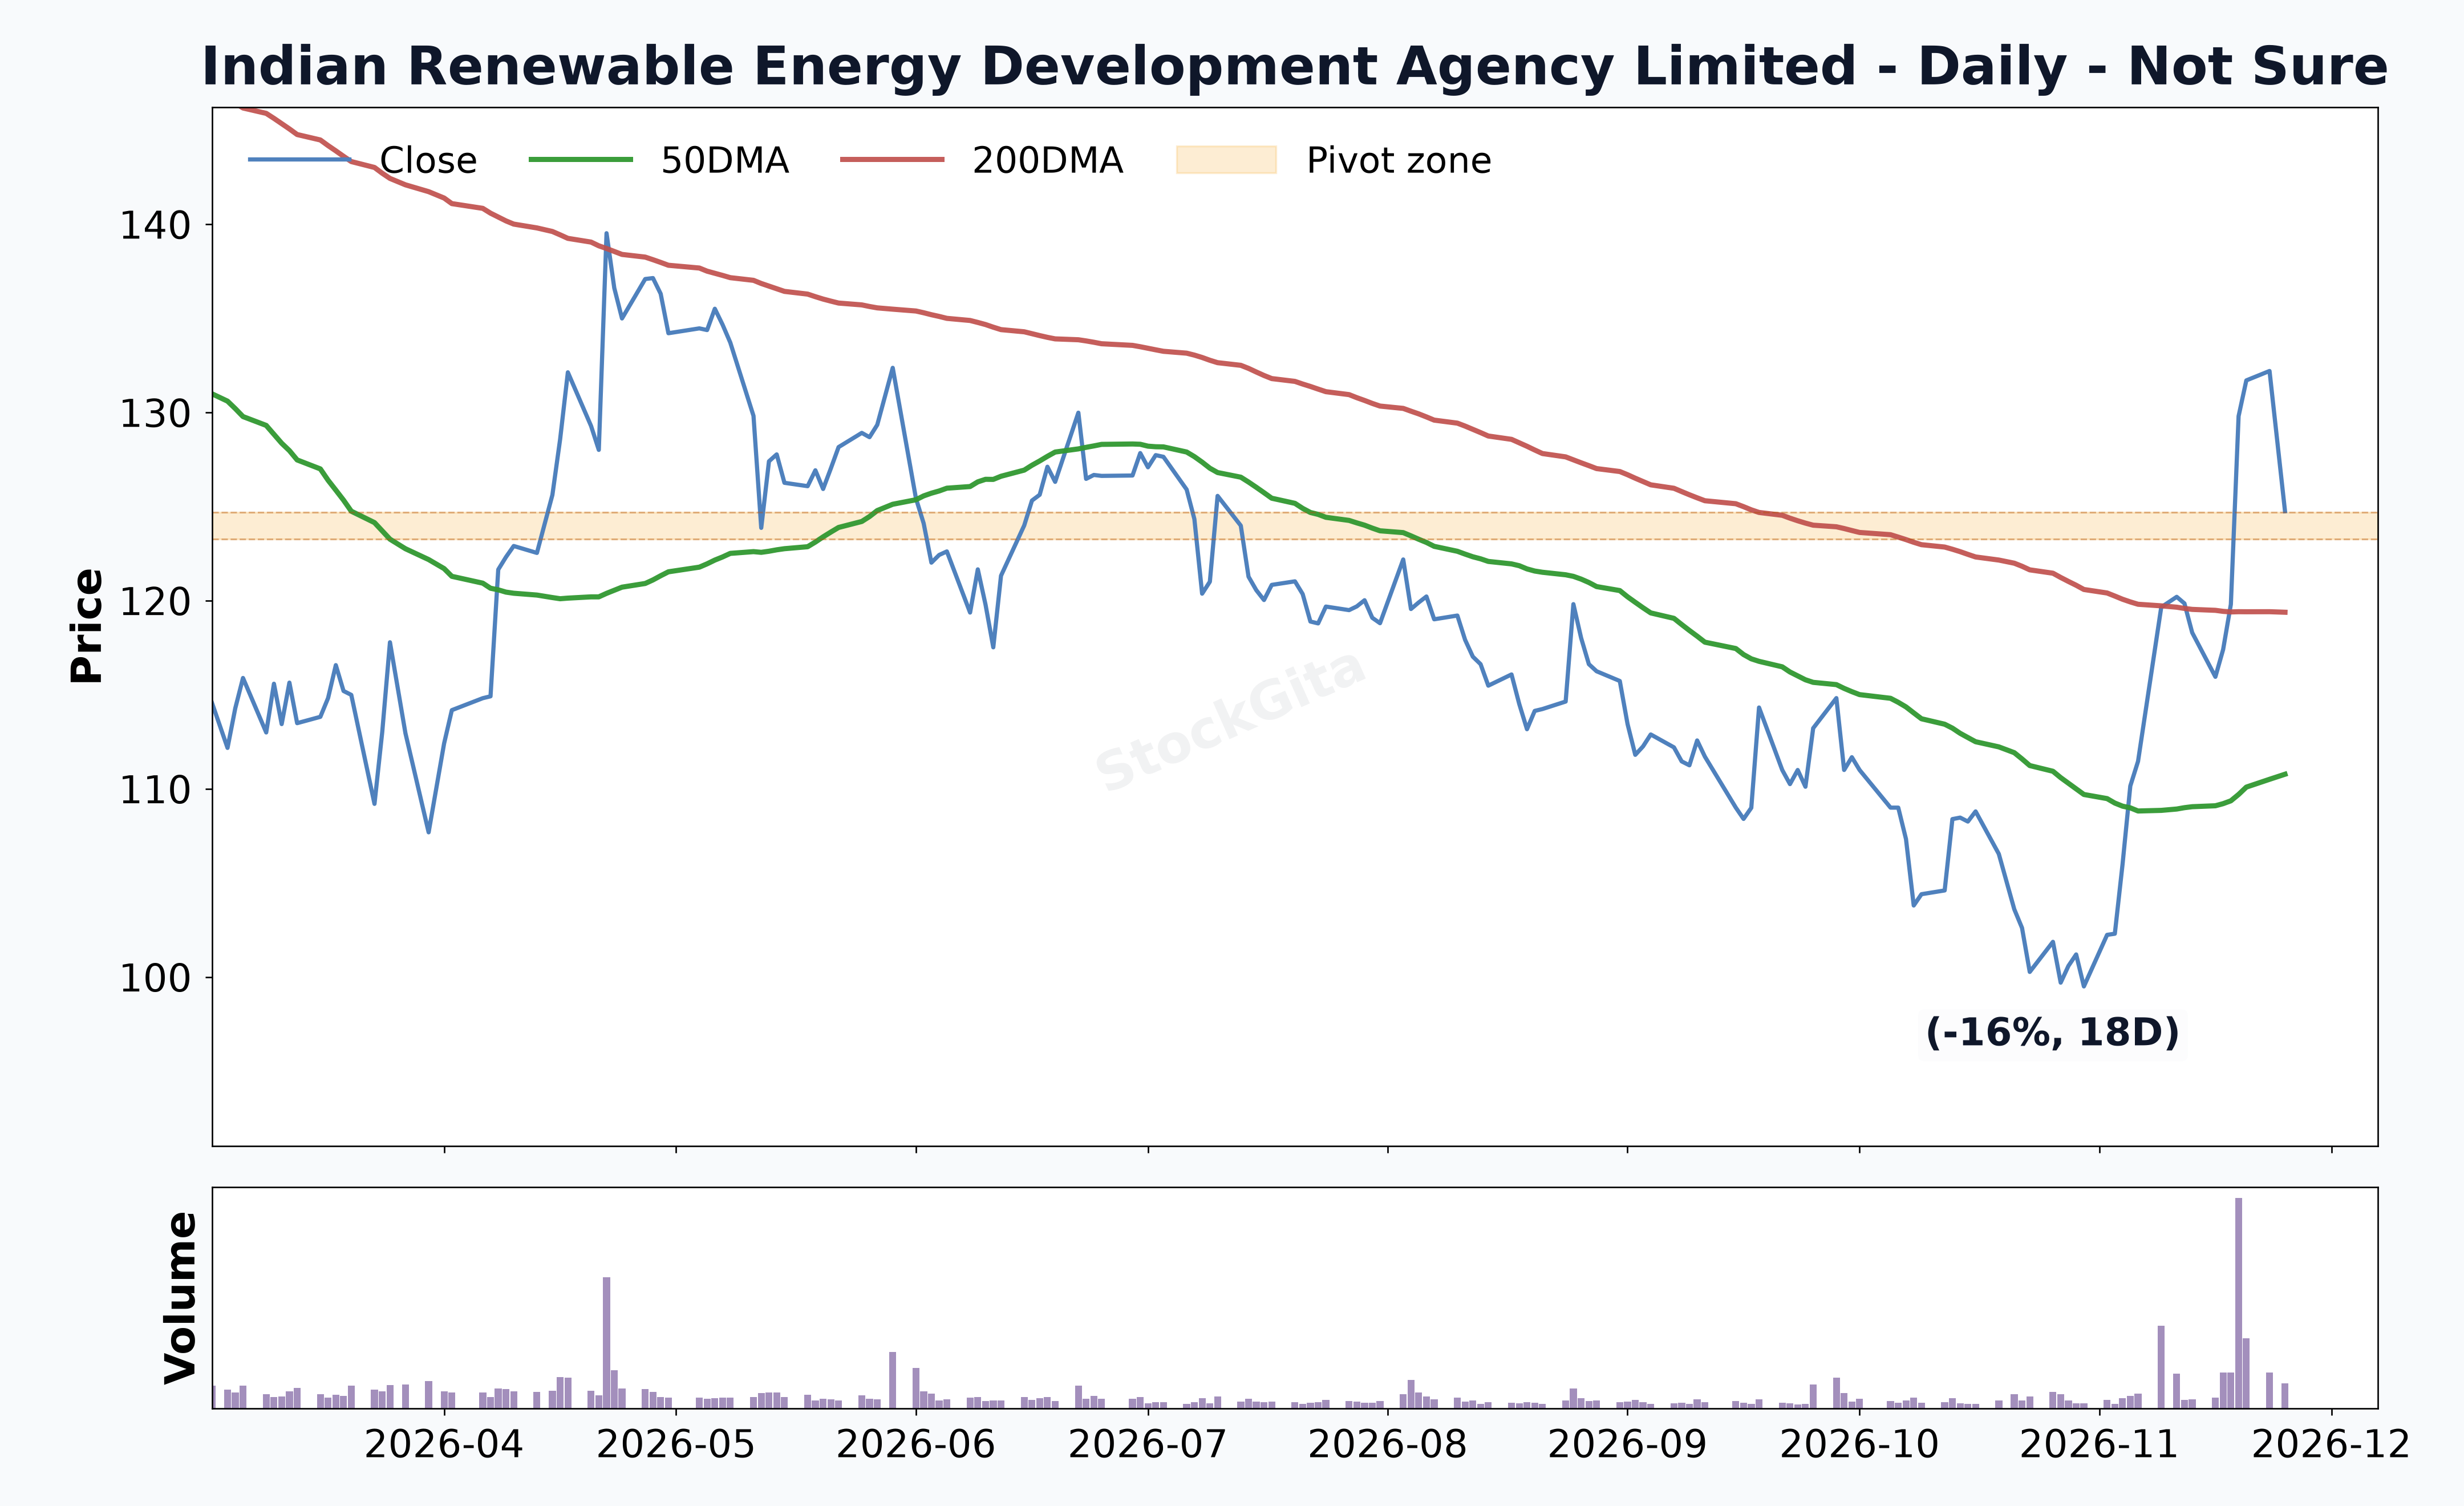 Indian Renewable Energy Development Agency Limited - Daily - Not Sure
Close 50DMA 200DMA Pivot zone
140
130
120
110
100
Price
StockGita
(-16%, 18D)
Volume
2026-04 2026-05 2026-06 2026-07 2026-08 2026-09 2026-10 2026-11 2026-12